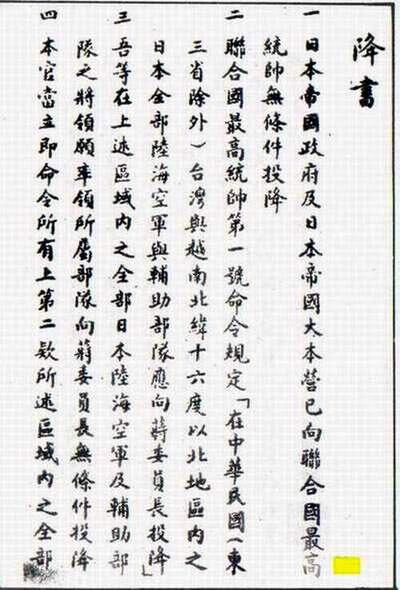 降書
一 日本帝國政府及日本帝國大本營已向聯合國最高
統帥無條件投降
二 聯合國最高統帥第一號命令規定「在中華民國(東
三省除外)台灣與越南北緯十六度以北地區內之
日本全部陸海空軍與輔助部隊應向蔣委員長投降」
三 吾等在上述區域內之全部日本陸海空軍及輔助部
隊之將領願率領所屬部隊向蔣委員長無條件投降
四 本官當立即命令所有上第二款所述區域內之全部